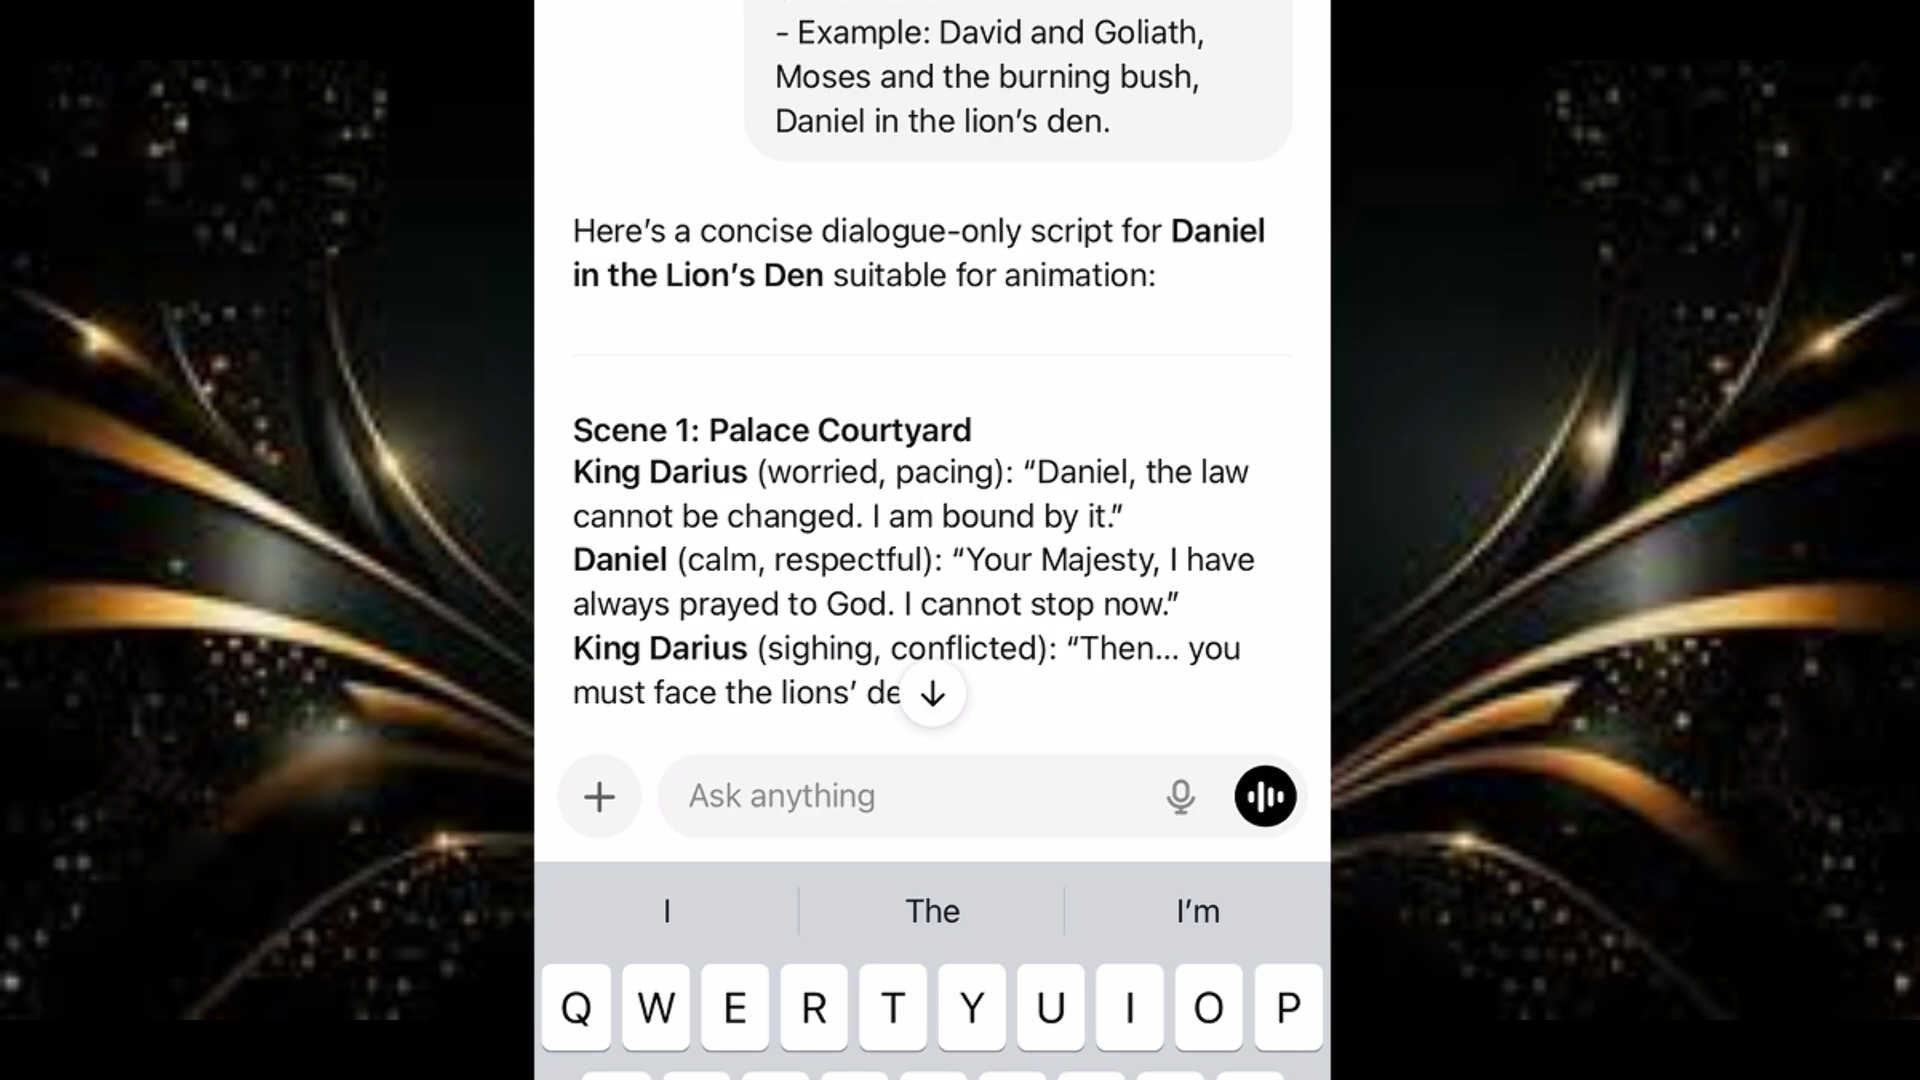 - Example: David and Goliath,
Moses and the burning bush,
Daniel in the lion’s den.
Here’s a concise dialogue-only script for Daniel
in the Lion’s Den suitable for animation:
Scene 1: Palace Courtyard
King Darius (worried, pacing): “Daniel, the law
cannot be changed. I am bound by it.”
Daniel (calm, respectful): “Your Majesty, I have
always prayed to God. I cannot stop now.”
King Darius (sighing, conflicted): “Then... you
must face the lions’
Ask anything
I The I’m
Q W E R T Y U I O P